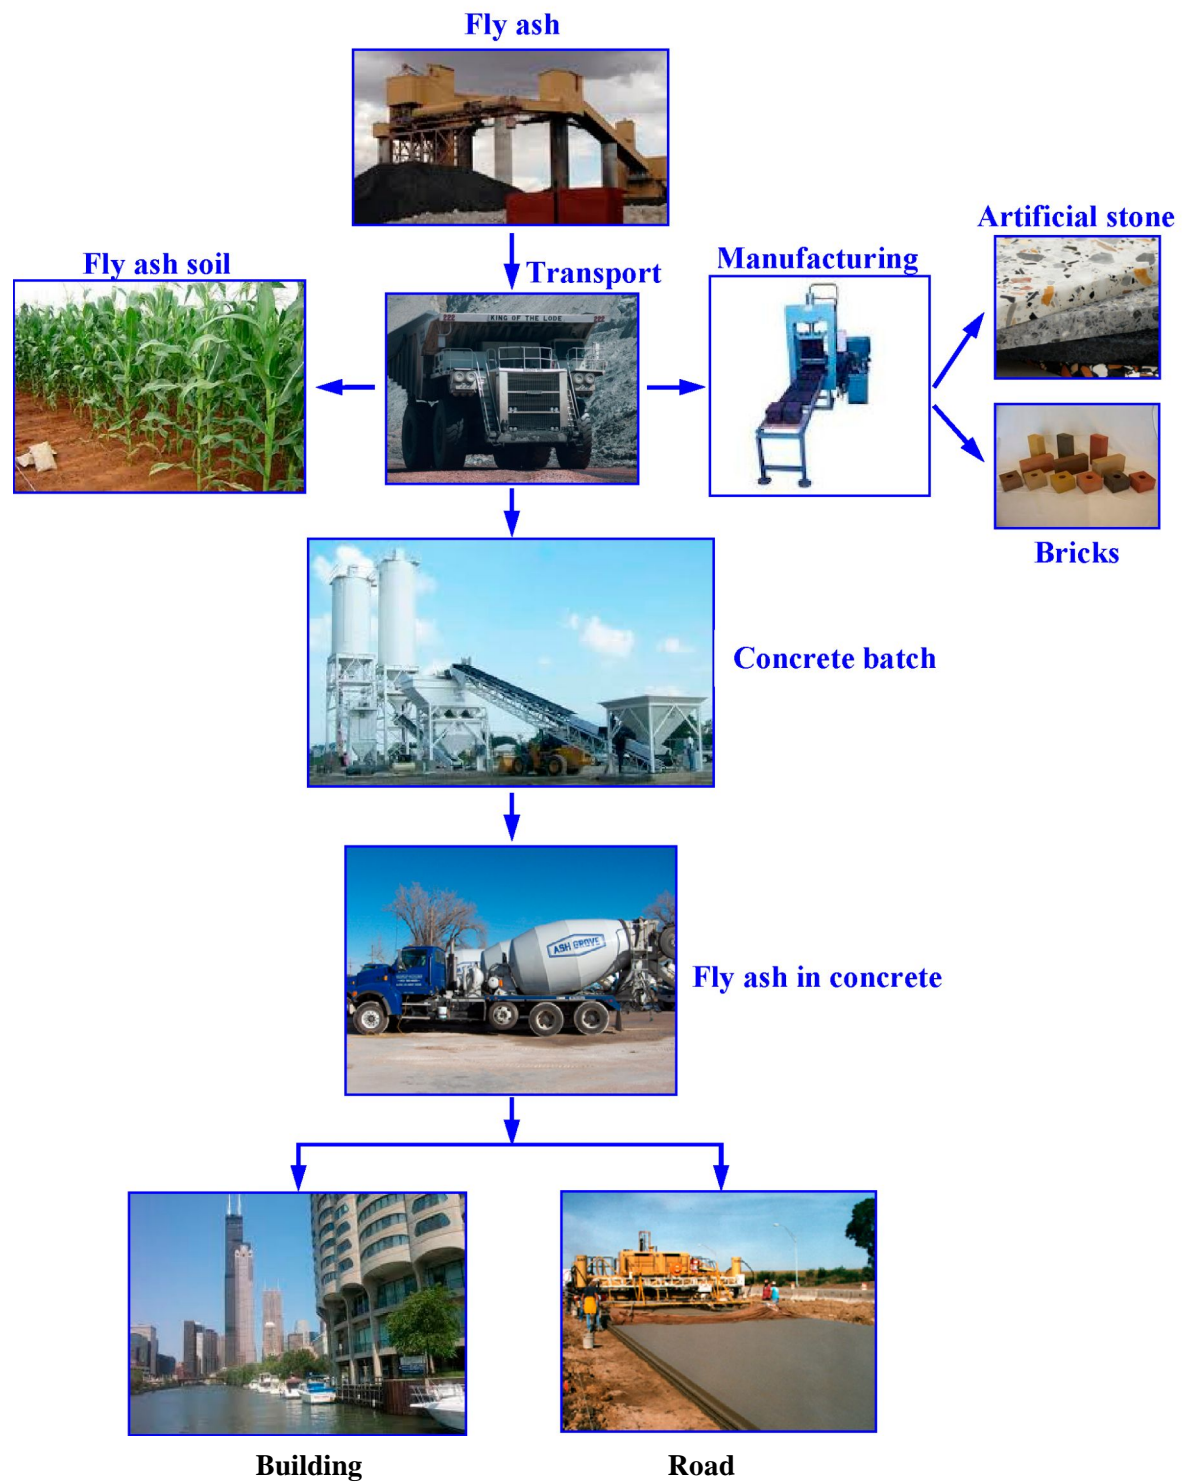 Fly ash
Artificial stone
Manufacturing
Fly ash soil
Transport
KING OF THE LODE
Bricks
Concrete batch
ASH GROVE
Fly ash in concrete
Building
Road